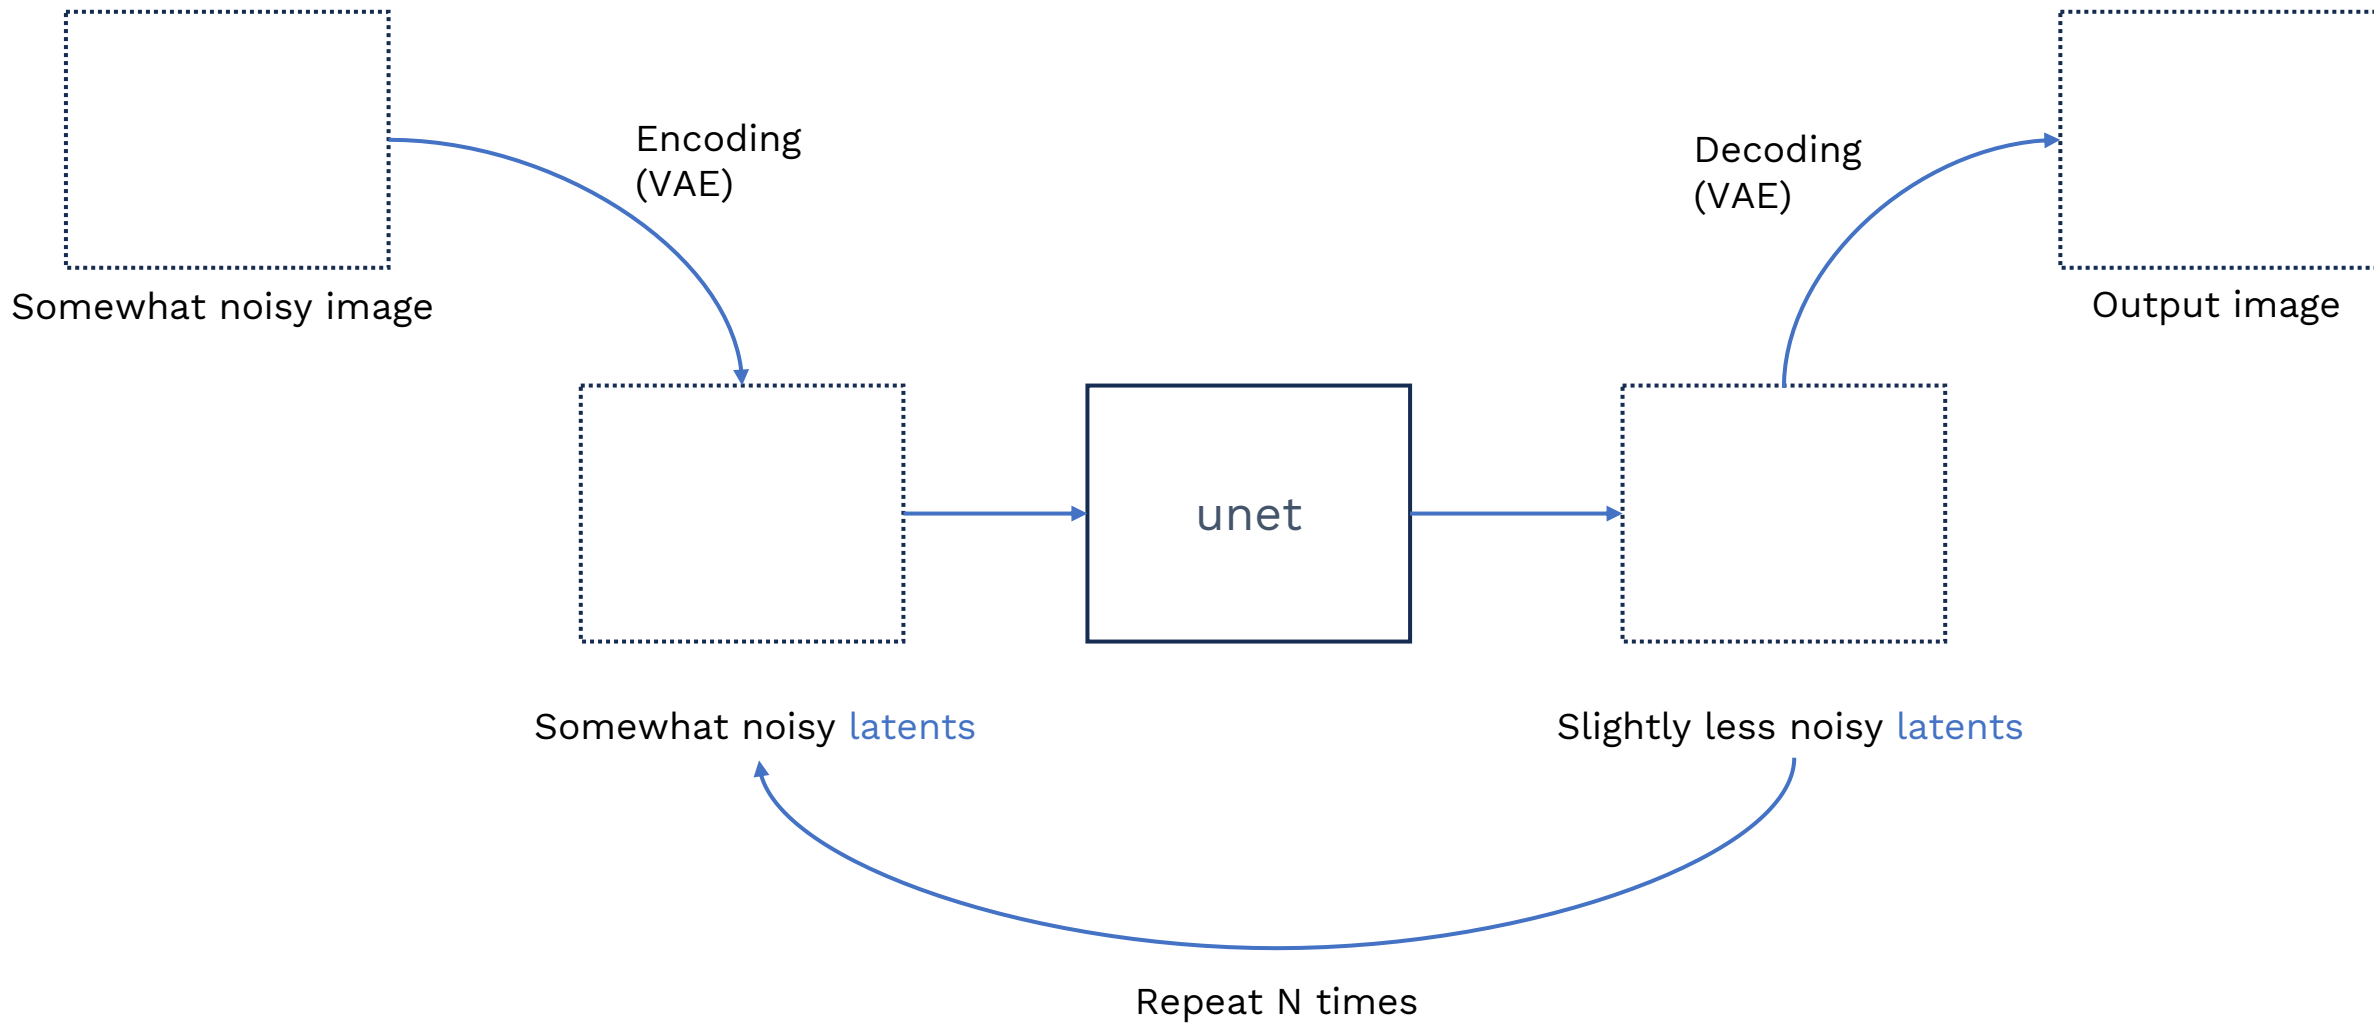 Encoding
(VAE)
Decoding
(VAE)
Somewhat noisy image
Output image
unet
Somewhat noisy latents
Slightly less noisy latents
Repeat N times